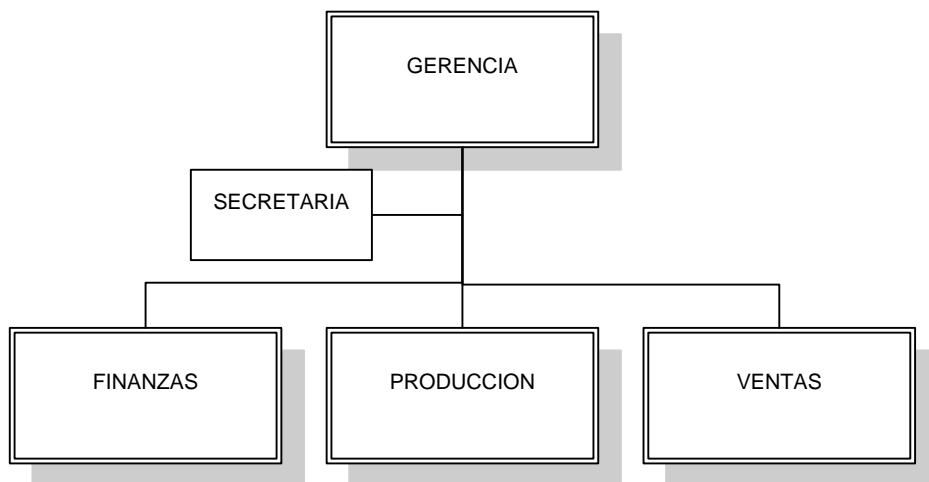 GERENCIA
SECRETARIA
FINANZAS
PRODUCCION
VENTAS